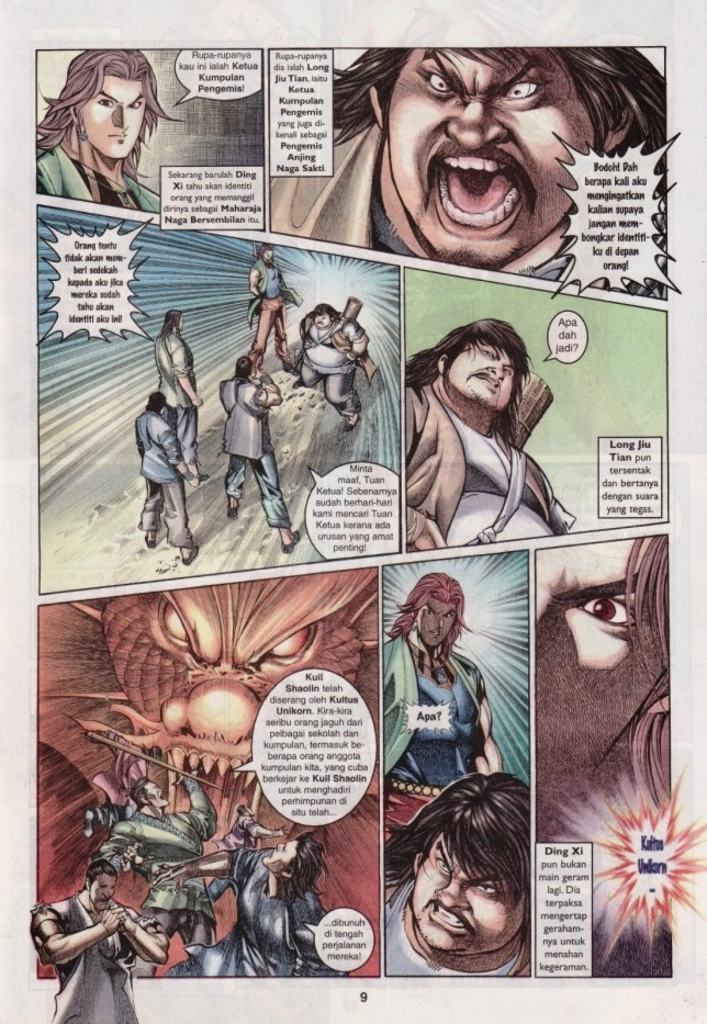 Rupa-rupanya
kau ini ialah Ketua
Kumpulan
Pengemis!
Sekarang barulah Ding
Xi tahu akan identiti
orang yang memanggil
dirinya sebagai Maharaja
Naga Bersembilan itu.
Rupa-rupanya
dia ialah Long
Jiu Tian, iaitu
Ketua
Kumpulan
Pengemis
yang juga di-
kenali sebagai
Pengemis
Anjing
Naga Sakti.
Bodoh! Dah
berapa kali aku
mengingatkan
kalian supaya
jangan mem-
bongkar identiti-
ku di depan
orang!
Orang tentu
tidak akan mem-
beri sedekah
kepada aku jika
mereka sudah
tahu akan
identiti aku ini!
Minta
maaf, Tuan
Ketua! Sebenarnya
sudah berhari-hari
kami mencari Tuan
Ketua kerana ada
urusan yang amat
penting!
Apa
dah
jadi?
Long Jiu
Tian pun
tersentak
dan bertanya
dengan suara
yang tegas.
Kuil
Shaolin telah
diserang oleh Kultus
Unikorn. Kira-kira
seribu orang jaguh dari
pelbagai sekolah dan
kumpulan, termasuk be-
berapa orang anggota
kumpulan kita, yang cuba
berkejar ke Kuil Shaolin
untuk menghadiri
perhimpunan di
situ telah...
...dibunuh
di tengah
perjalanan
mereka!
Apa?
Kultus
Unikorn
...
Ding Xi
pun bukan
main geram
lagi. Dia
terpaksa
mengertap
geraham-
nya untuk
menahan
kegeraman.
9